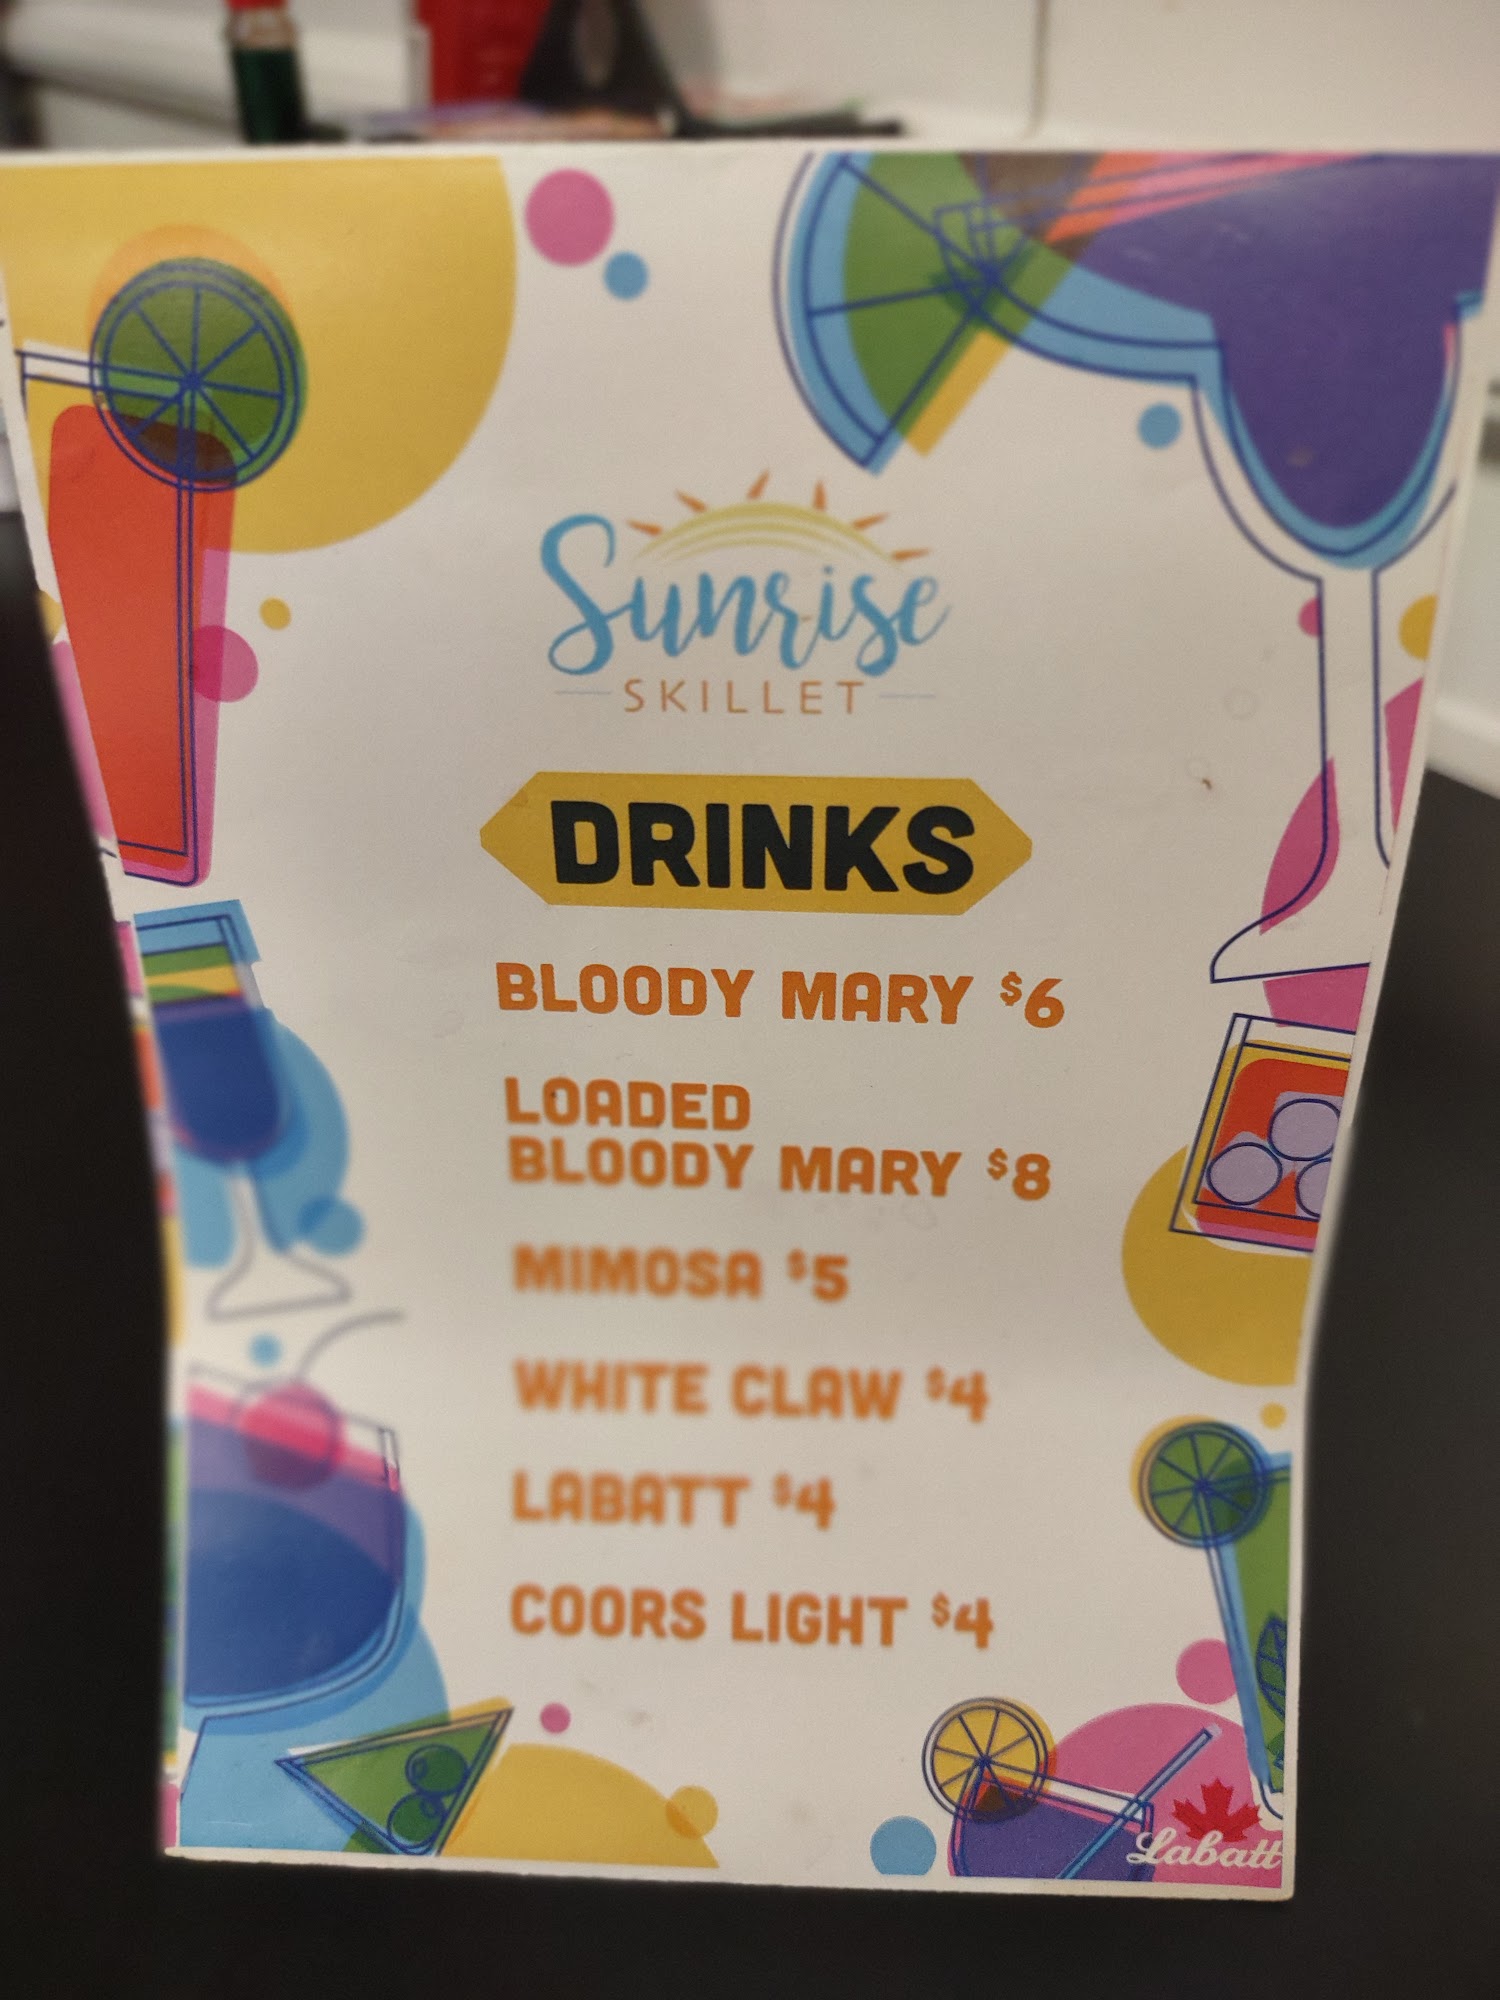 Sunrise
SKILLET
DRINKS
BLOODY MARY $6
LOADED
BLOODY MARY $8
MIMOSA $5
WHITE CLAW $4
LABATT $4
COORS LIGHT $4
Labatt